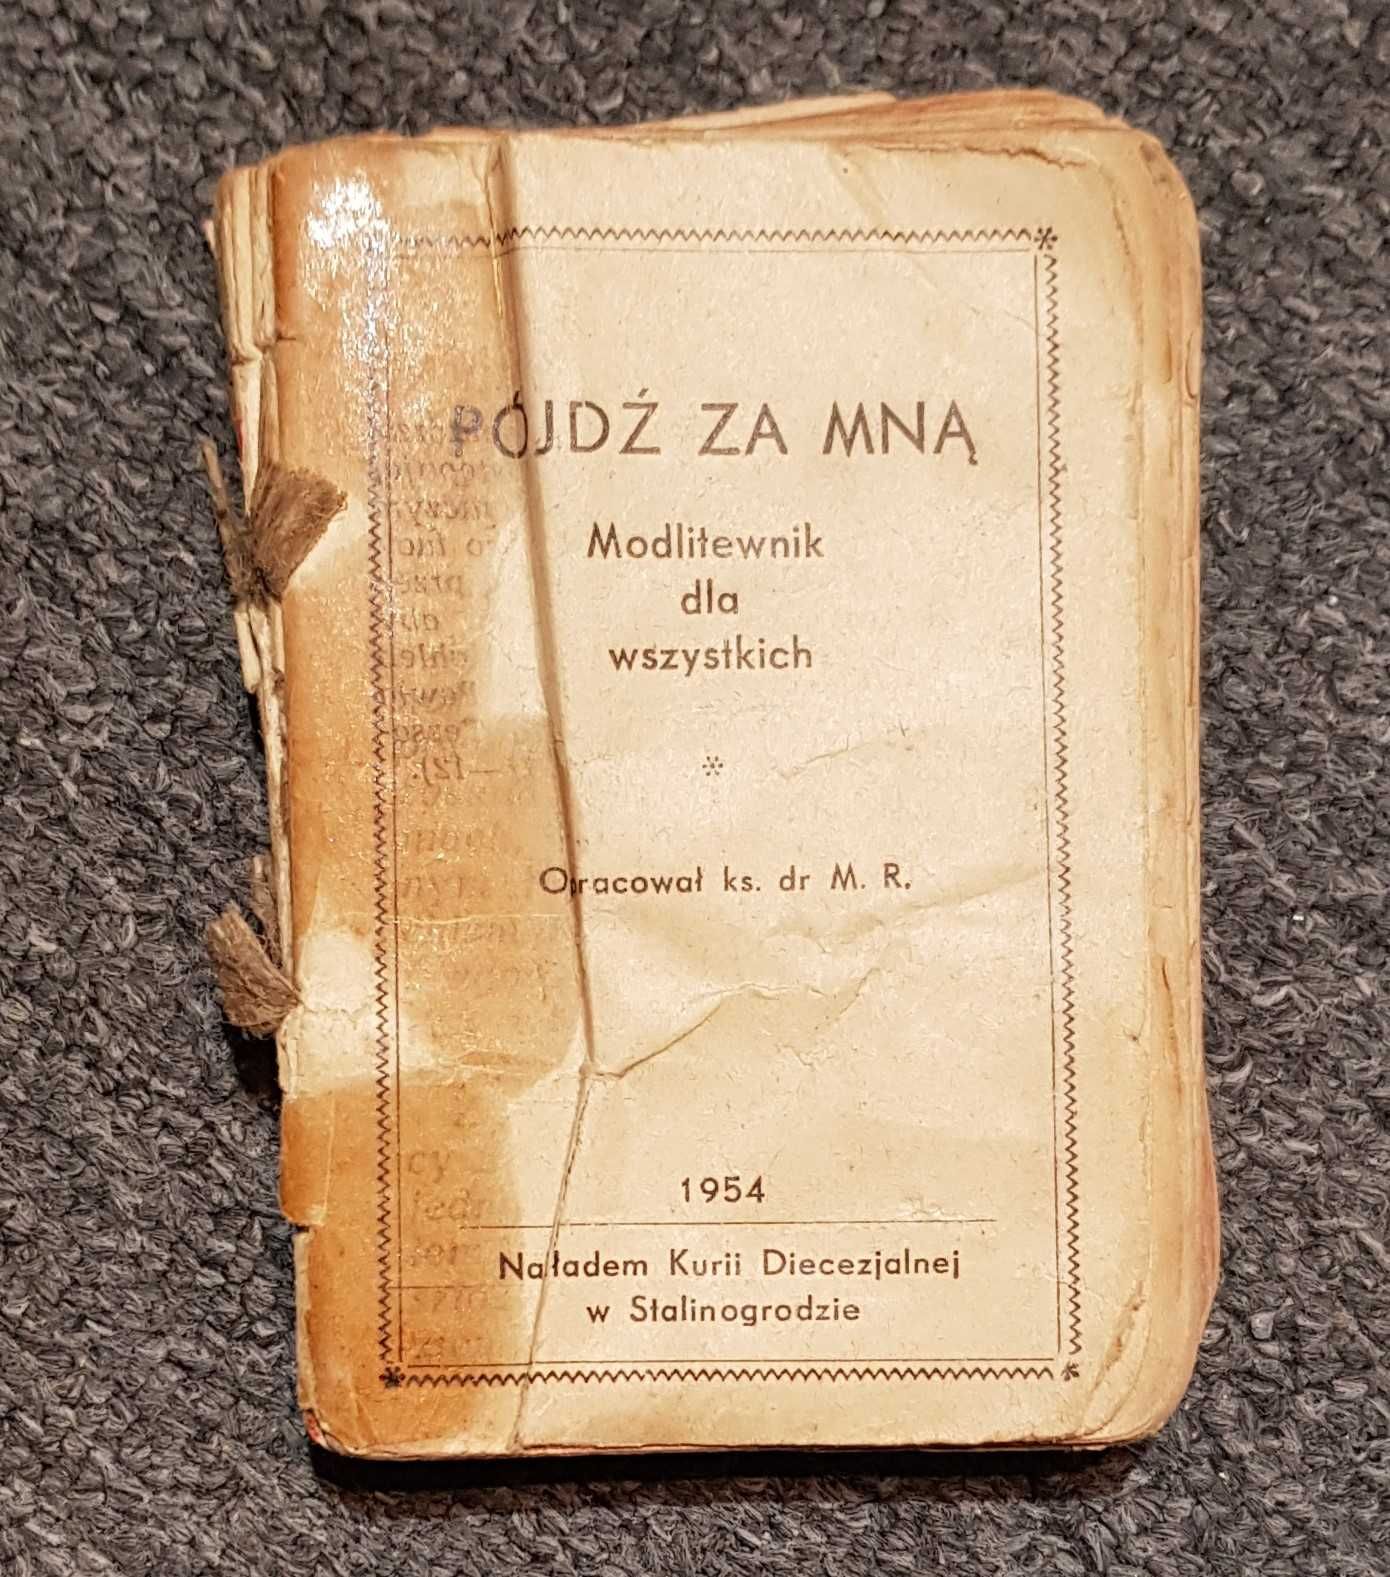 PÓJDŹ ZA MNĄ
Modlitewnik
dla
wszystkich
*
Opracował ks. dr M. R.
1954
Nakładem Kurii Diecezjalnej
w Stalinogrodzie